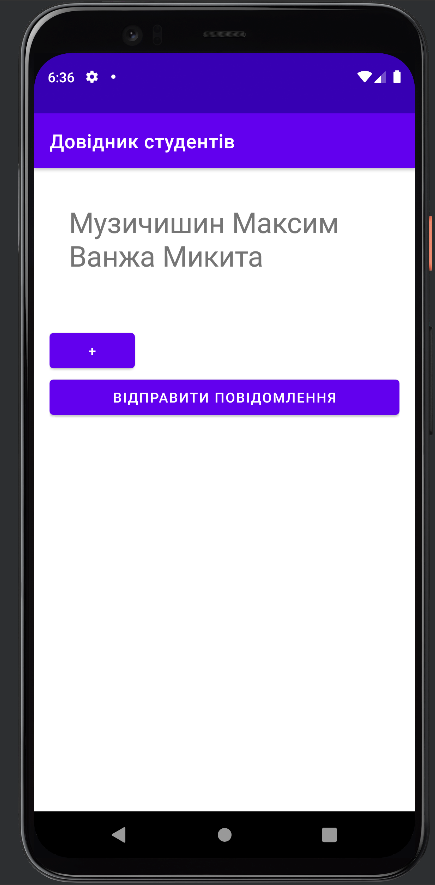 6:36
Довідник студентів
Музичишин Максим
Ванжа Микита
+
ВІДПРАВИТИ ПОВІДОМЛЕННЯ